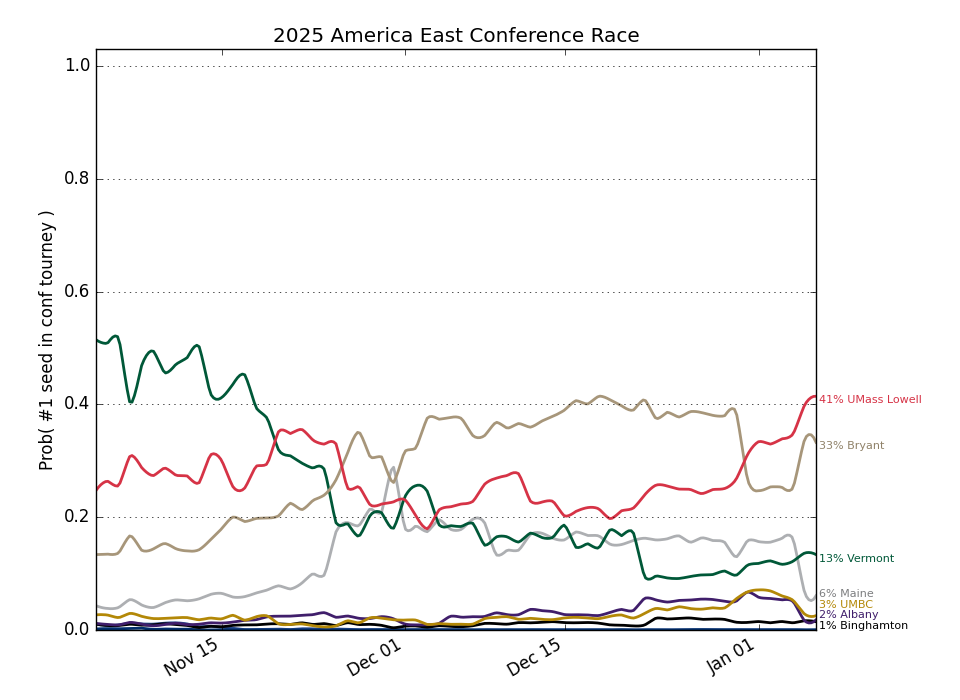 2025 America East Conference Race
Prob( #1 seed in conf tourney )
1.0
0.8
0.6
0.4
0.2
0.0
Nov 15
Dec 01
Dec 15
Jan 01
41% UMass Lowell
33% Bryant
13% Vermont
6% Maine
3% UMBC
2% Albany
1% Binghamton